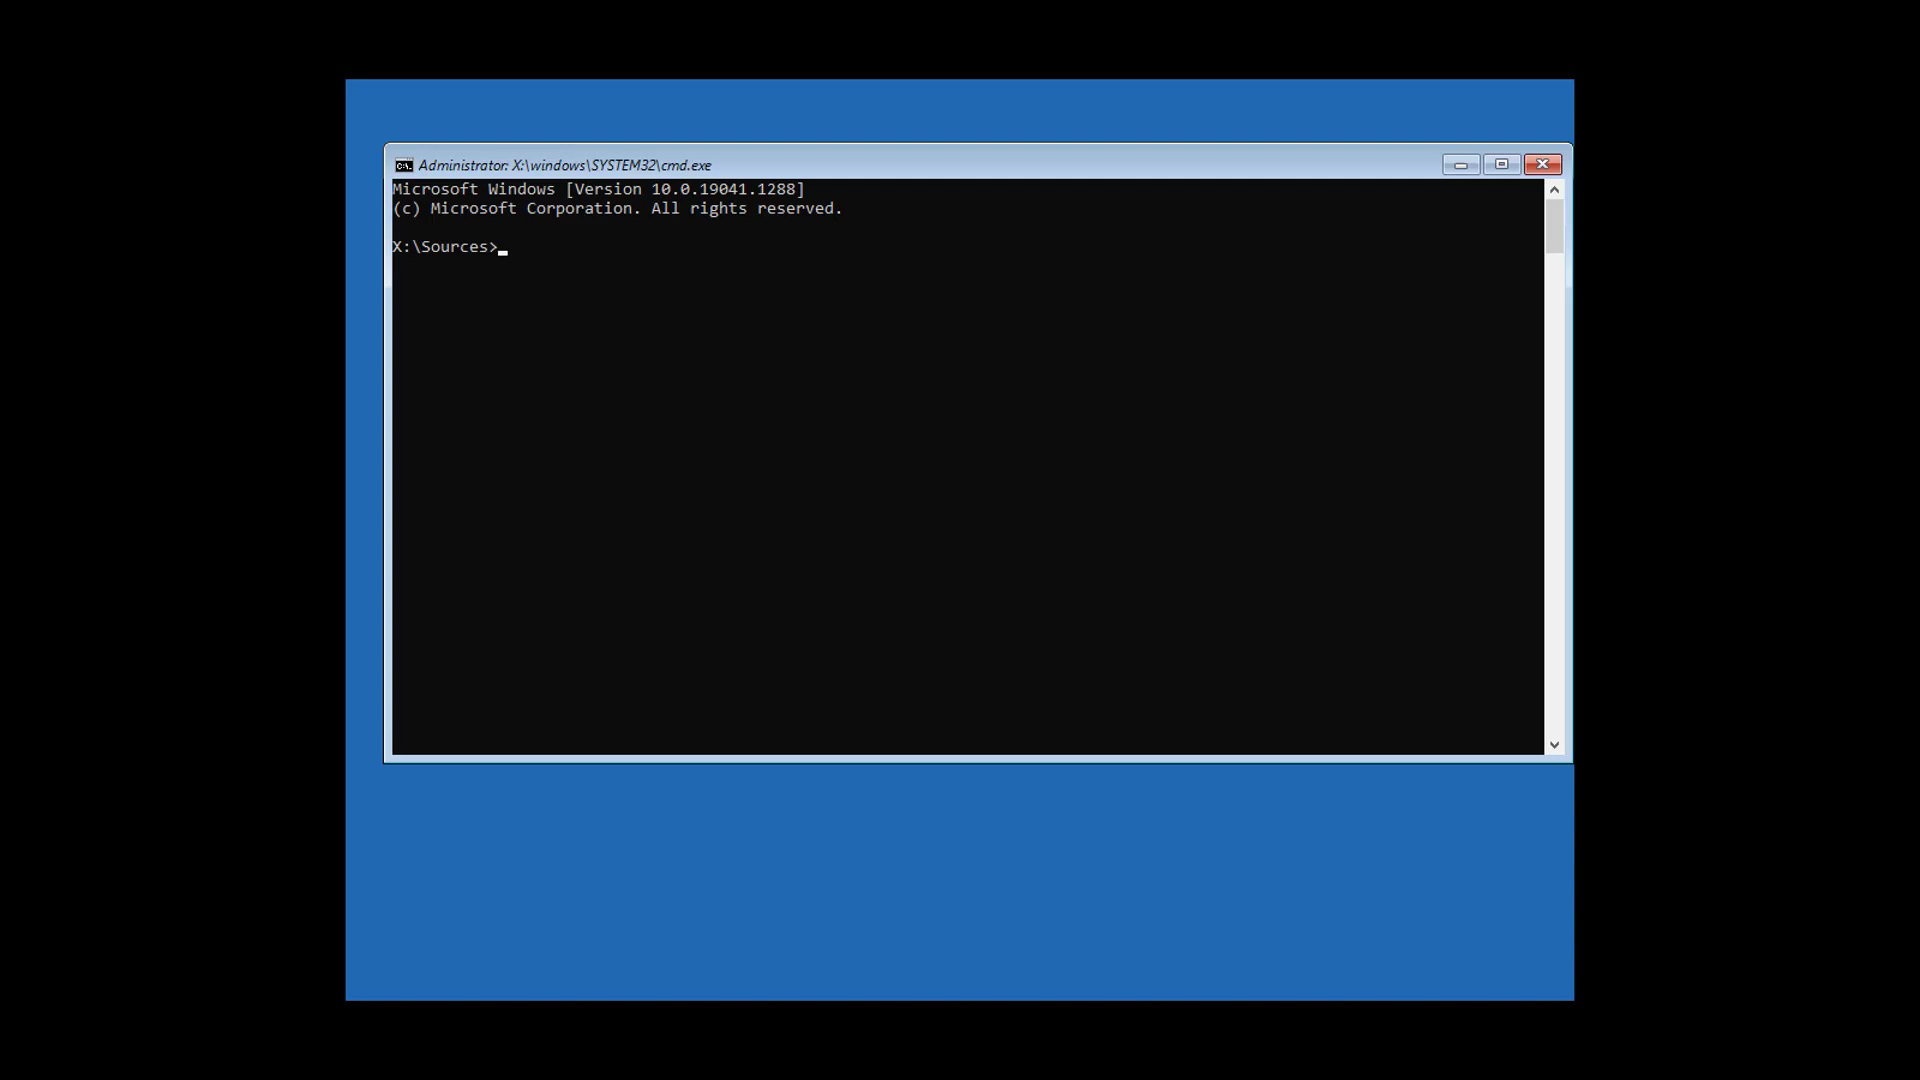 Administrator: X:\windows\SYSTEM32\cmd.exe
Microsoft Windows [Version 10.0.19041.1288]
(c) Microsoft Corporation. All rights reserved.
X:\Sources>